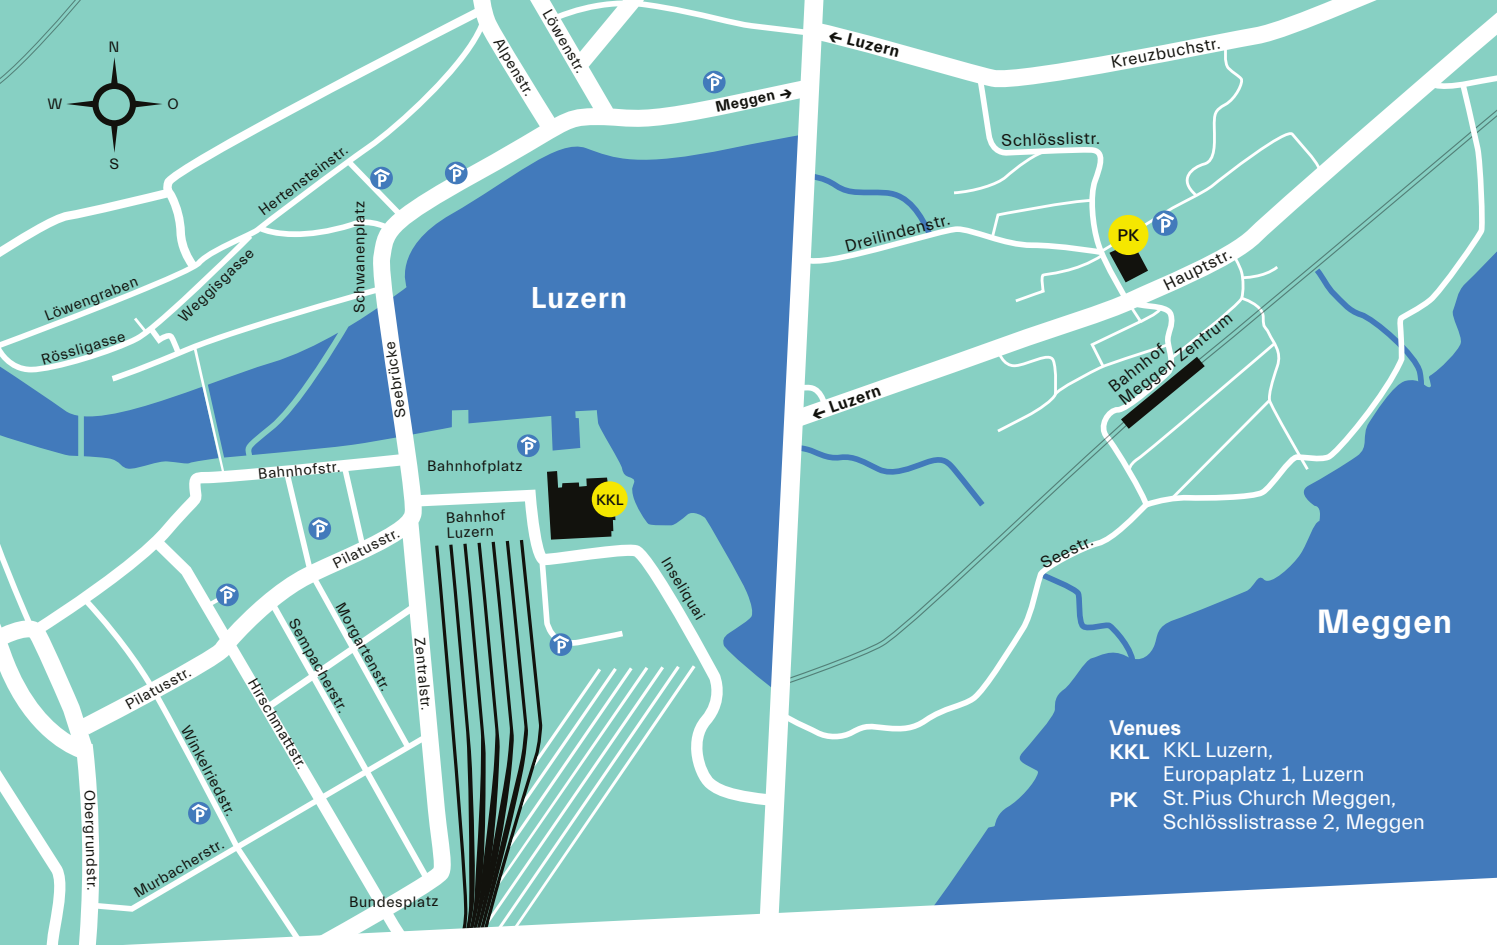 N
W
O
S
Alpenstr.
Löwenstr.
P
Meggen →
Hertensteinstr.
P
P
Schwanenplatz
Löwengraben
Weggisgasse
Rössligasse
Luzern
Seebrücke
Bahnhofstr.
Bahnhofplatz
P
KKL
P
Bahnhof
Luzern
Pilatusstr.
P
Inseliquai
Morgartenstr.
Sempacherstr.
Zentralstr.
P
Pilatusstr.
Hirschmattstr.
Winkelriedstr.
P
Obergrundstr.
Murbacherstr.
Bundesplatz
← Luzern
Kreuzbuchstr.
Schlösslistr.
Dreilindenstr.
PK
P
Hauptstr.
Bahnhof
Meggen Zentrum
← Luzern
Seestr.
Meggen
Venues
KKL KKL Luzern,
Europaplatz 1, Luzern
PK St. Pius Church Meggen,
Schlösslistrasse 2, Meggen